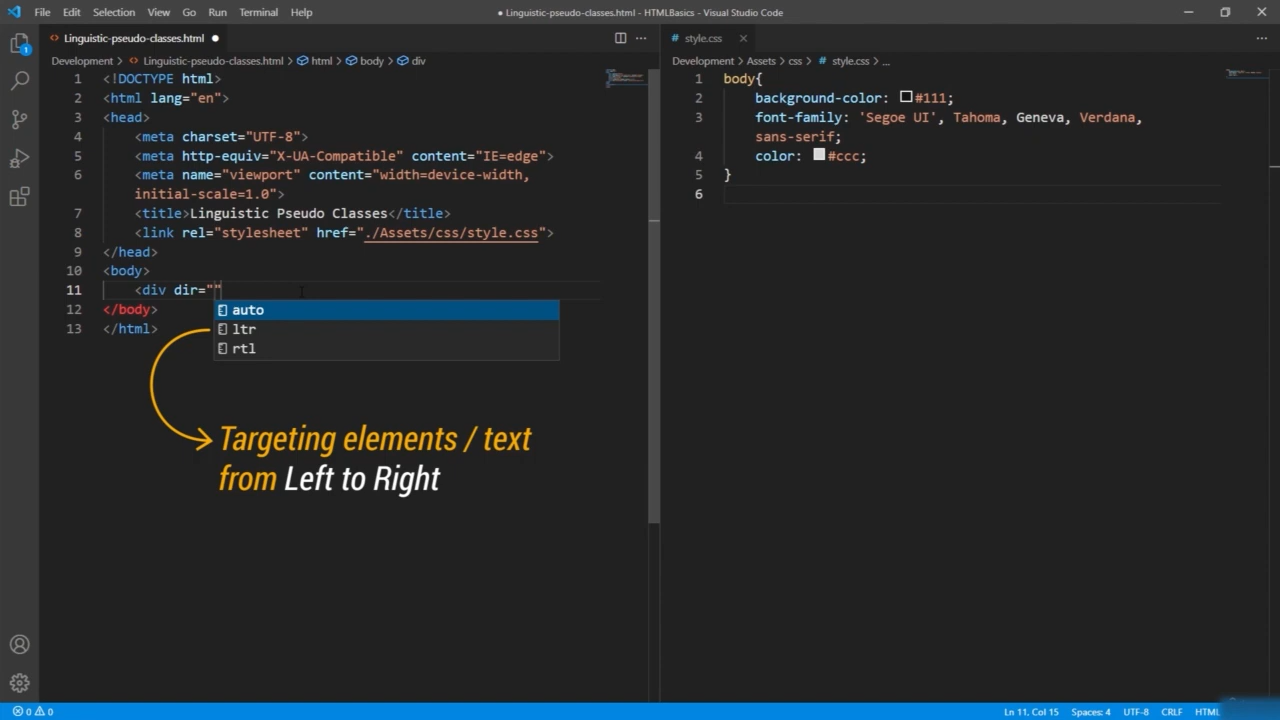 File Edit Selection View Go Run Terminal Help
● Linguistic-pseudo-classes.html - HTMLBasics - Visual Studio Code
1
Linguistic-pseudo-classes.html
Development > Linguistic-pseudo-classes.html > html > body > div
1 <!DOCTYPE html>
2 <html lang="en">
3 <head>
4 <meta charset="UTF-8">
5 <meta http-equiv="X-UA-Compatible" content="IE=edge">
6 <meta name="viewport" content="width=device-width,
initial-scale=1.0">
7 <title>Linguistic Pseudo Classes</title>
8 <link rel="stylesheet" href="./Assets/css/style.css">
9 </head>
10 <body>
11 <div dir=""
12 </body>
13 </html>
auto
ltr
rtl
Targeting elements / text
from Left to Right
# style.css
Development > Assets > css > # style.css > ...
1 body{
2 background-color: #111;
3 font-family: 'Segoe UI', Tahoma, Geneva, Verdana,
sans-serif;
4 color: #ccc;
5 }
6
0 0
Ln 11, Col 15 Spaces: 4 UTF-8 CRLF HTML